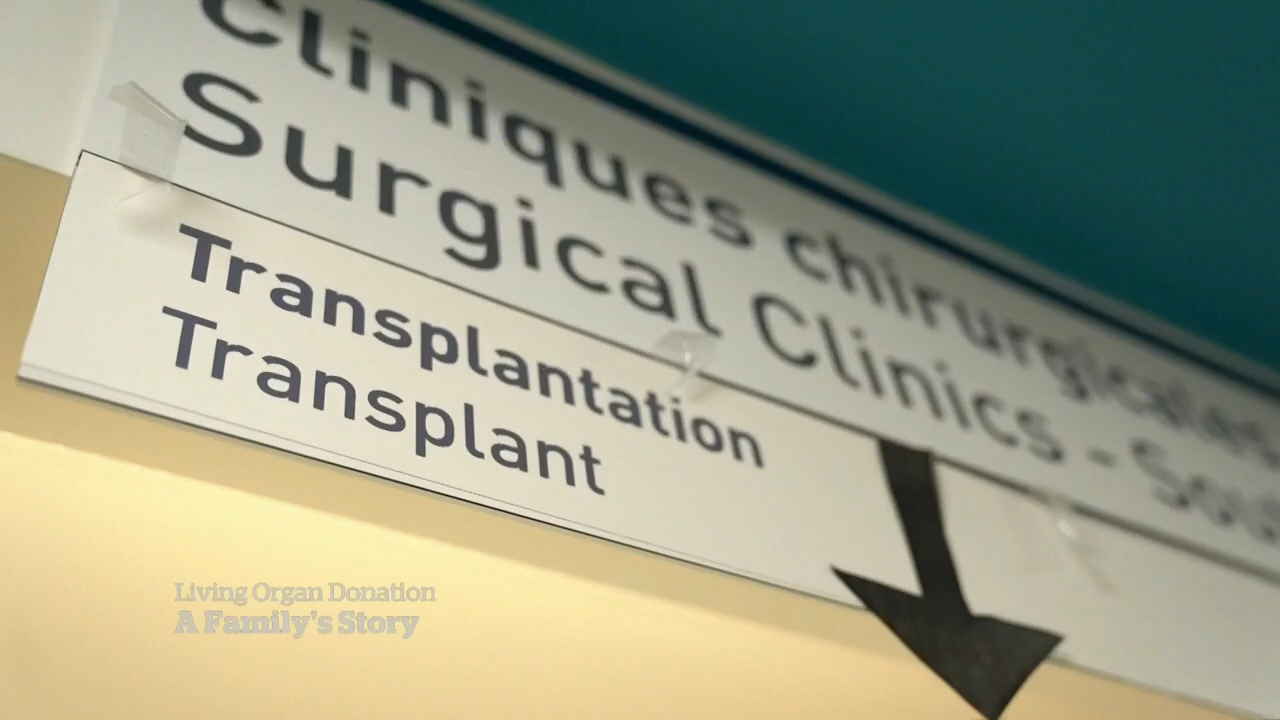 Cliniques chirurgicales
Surgical Clinics -
Transplantation
Transplant
Living Organ Donation
A Family's Story